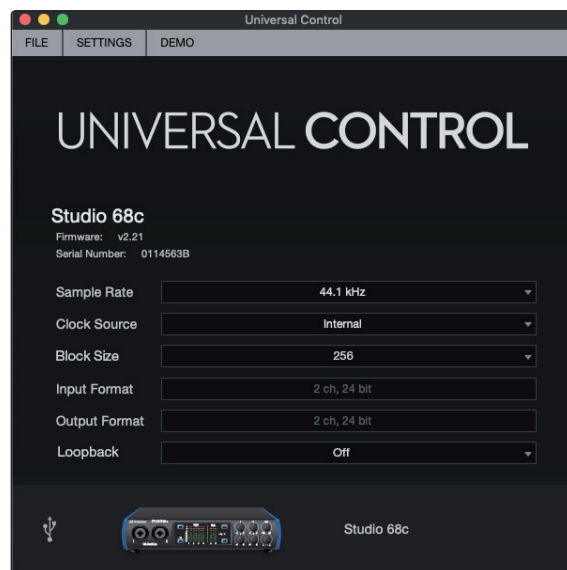 Universal Control
FILE SETTINGS DEMO
UNIVERSAL CONTROL
Studio 68c
Firmware: v2.21
Serial Number: 0114563B
Sample Rate 44.1 kHz
Clock Source Internal
Block Size 256
Input Format 2 ch, 24 bit
Output Format 2 ch, 24 bit
Loopback Off
Studio 68c